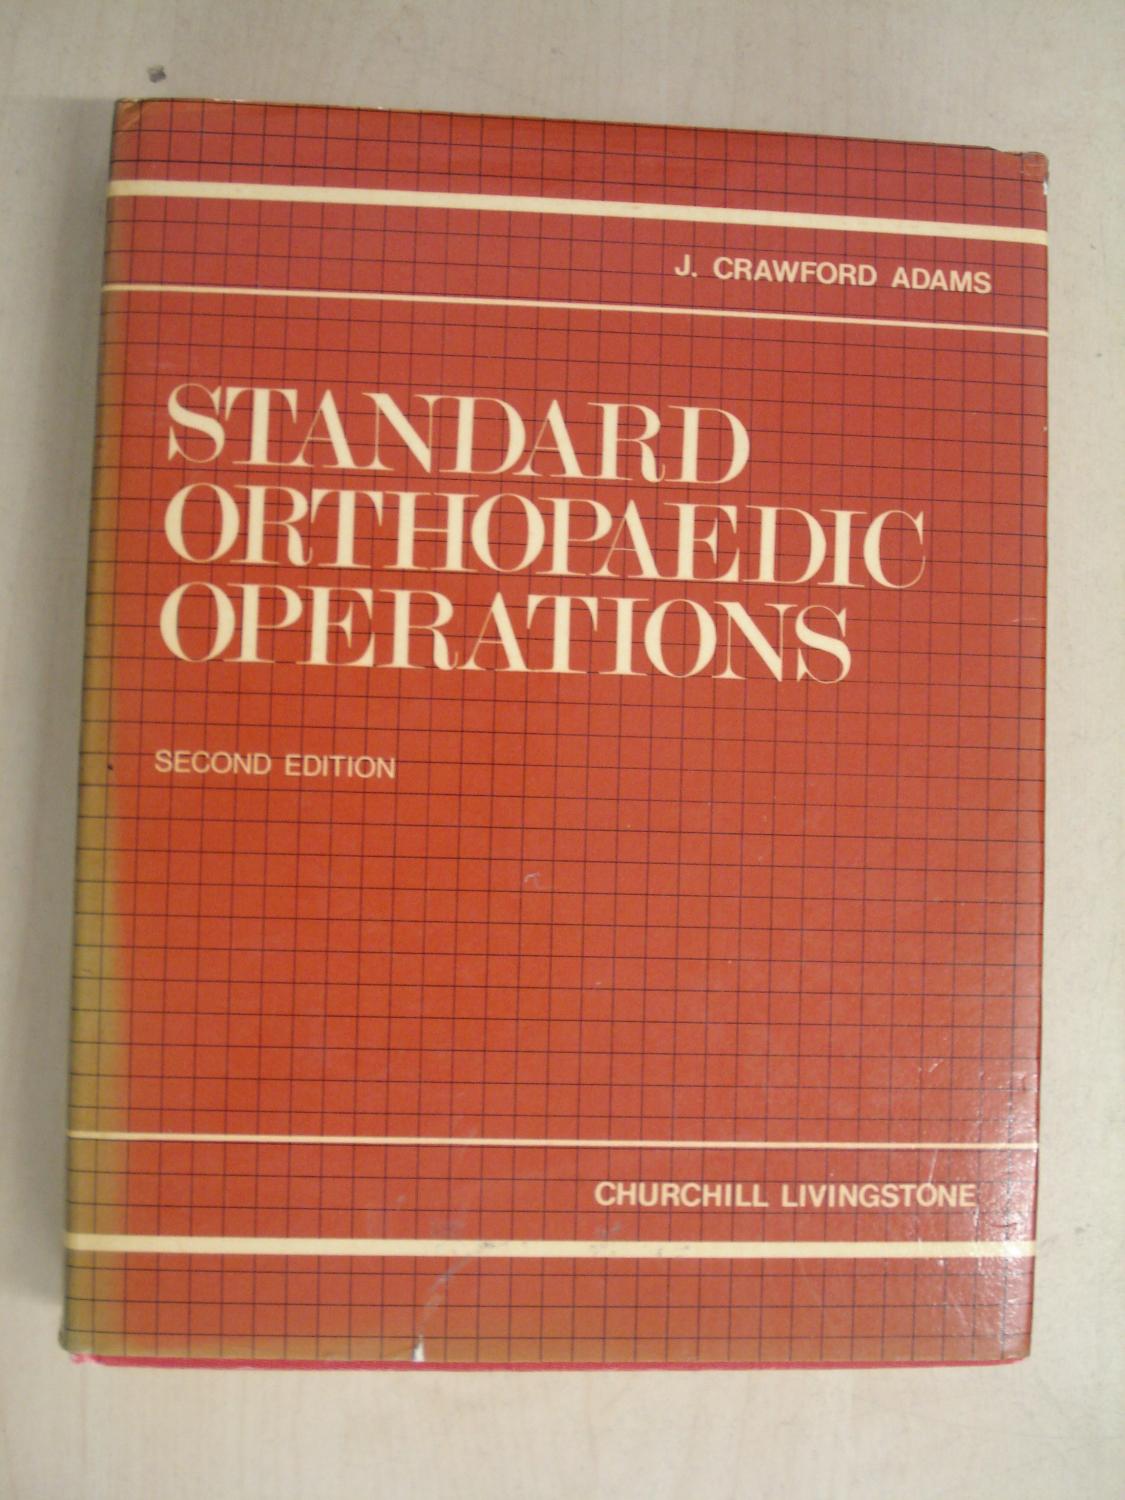 J. CRAWFORD ADAMS
STANDARD
ORTHOPAEDIC
OPERATIONS
SECOND EDITION
CHURCHILL LIVINGSTONE